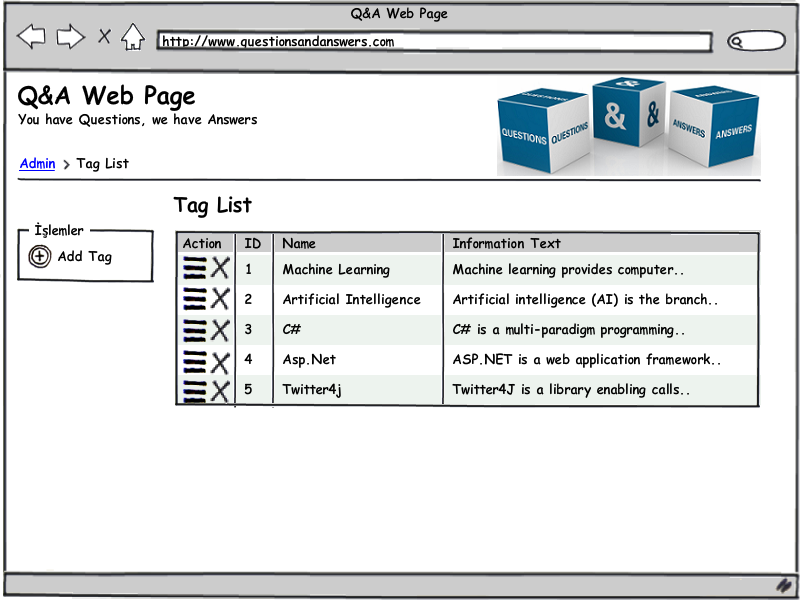 Q&A Web Page
http://www.questionsandanswers.com
Q&A Web Page
You have Questions, we have Answers
QUESTIONS QUESTIONS & & ANSWERS ANSWERS
Admin > Tag List
Tag List
İşlemler
Add Tag
Action ID Name Information Text
1 Machine Learning Machine learning provides computer..
2 Artificial Intelligence Artificial intelligence (AI) is the branch..
3 C# C# is a multi-paradigm programming..
4 Asp.Net ASP.NET is a web application framework..
5 Twitter4j Twitter4J is a library enabling calls..